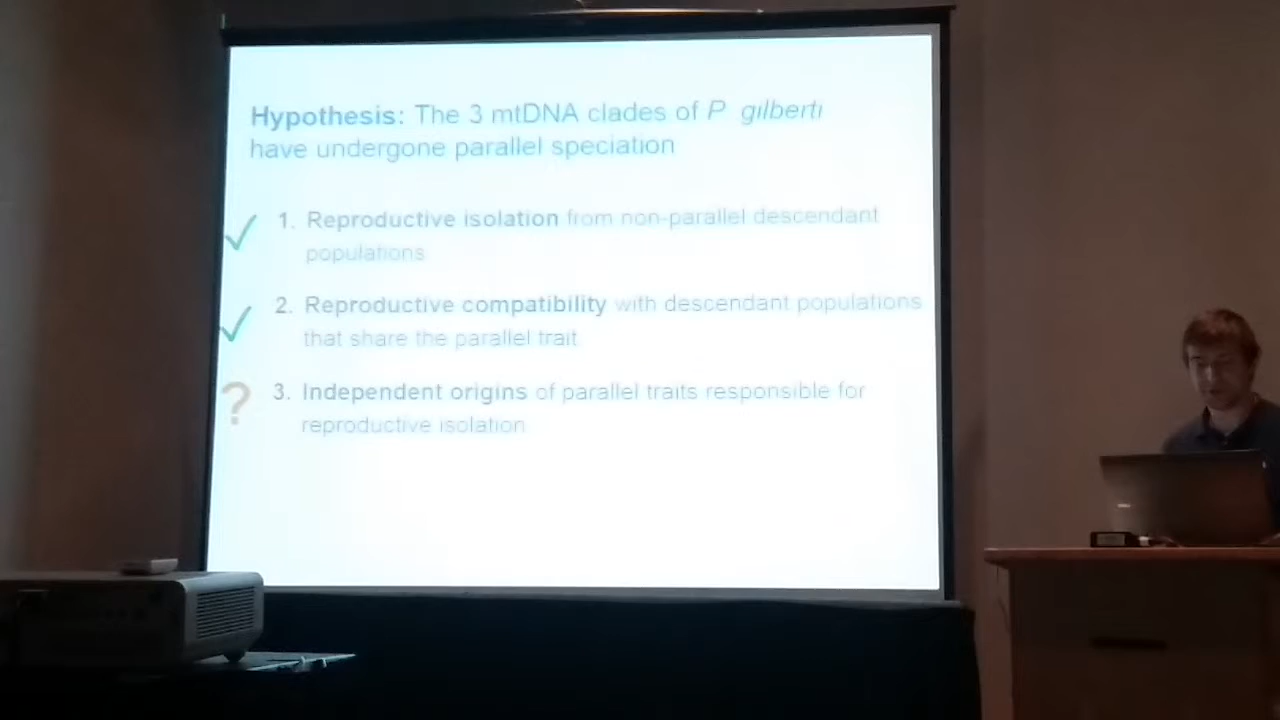 Hypothesis: The 3 mtDNA clades of P gilberti
have undergone parallel speciation
1. Reproductive isolation from non-parallel descendant
populations
2. Reproductive compatibility with descendant populations
that share the parallel trait
? 3. Independent origins of parallel traits responsible for
reproductive isolation